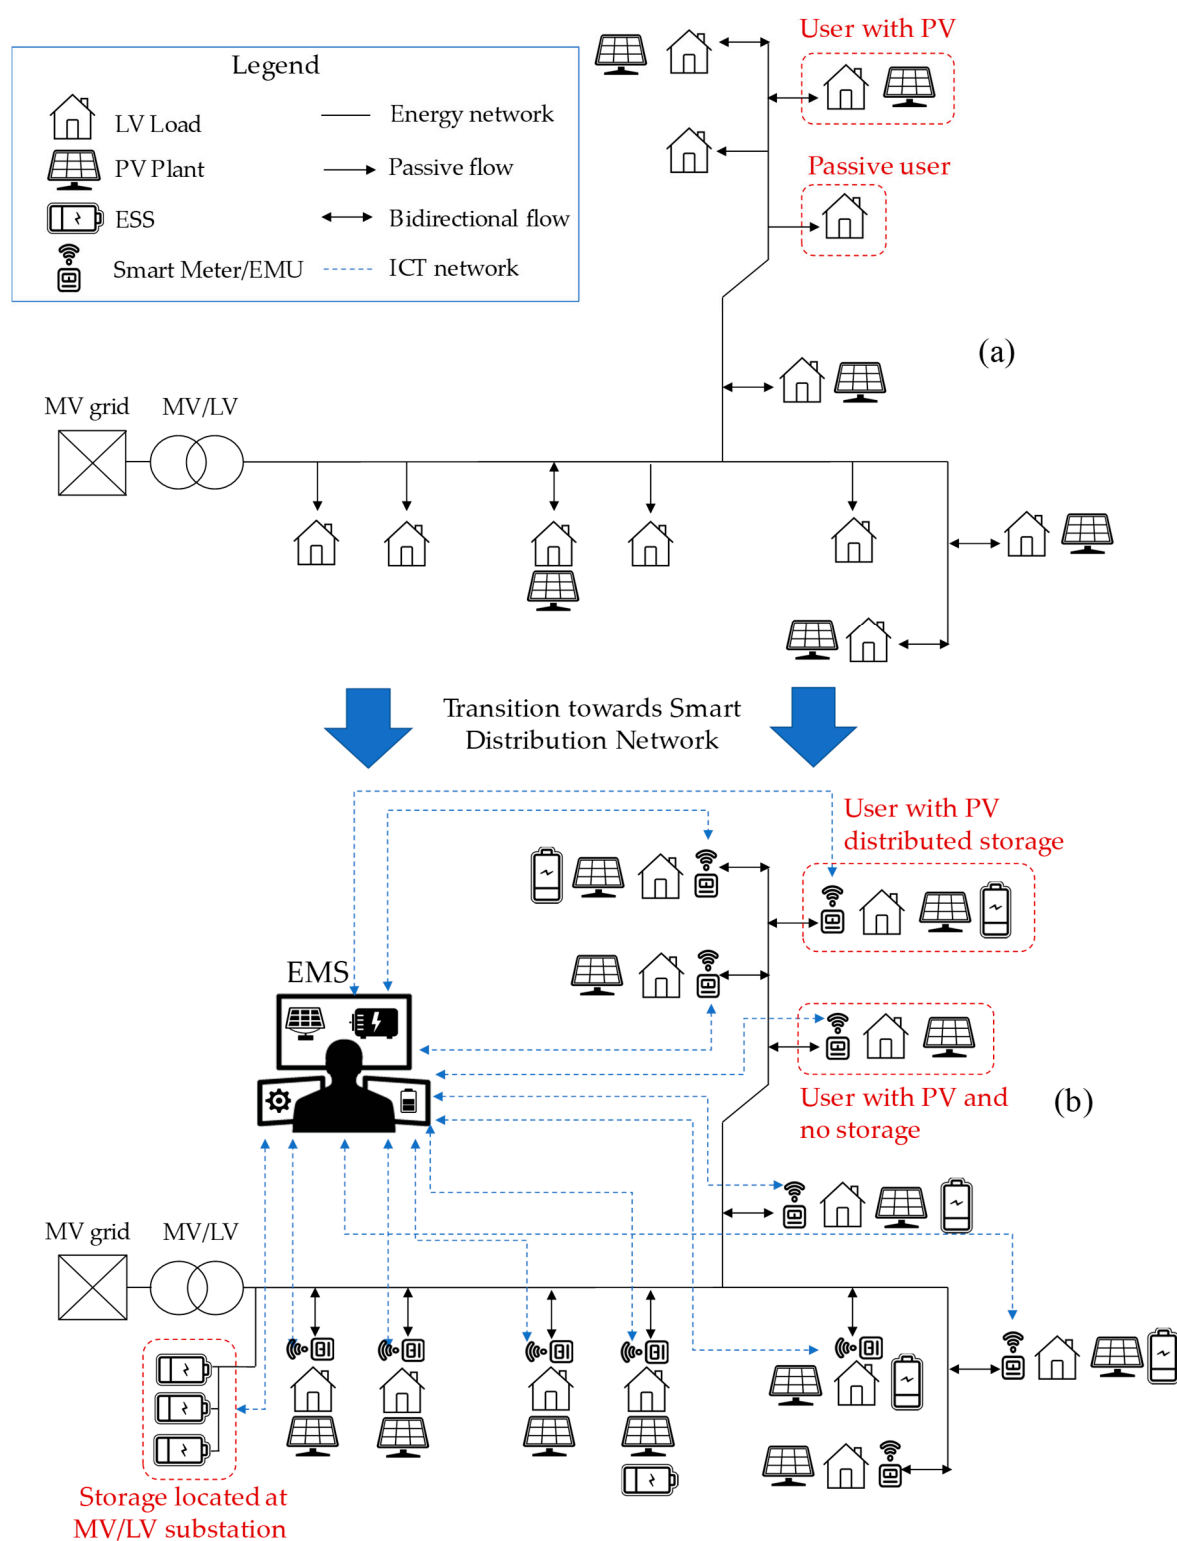 User with PV
Legend
LV Load
Energy network
PV Plant
Passive flow
ESS
Bidirectional flow
Smart Meter/EMU
ICT network
Passive user
(a)
MV grid
MV/LV
Transition towards Smart
Distribution Network
User with PV
distributed storage
EMS
User with PV and
no storage
(b)
MV grid
MV/LV
Storage located at
MV/LV substation